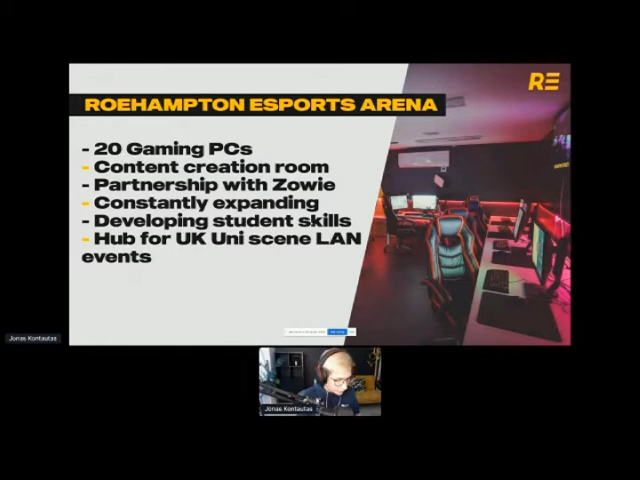 RE
ROEHAMPTON ESPORTS ARENA
- 20 Gaming PCs
- Content creation room
- Partnership with Zowie
- Constantly expanding
- Developing student skills
- Hub for UK Uni scene LAN
events
Jonas Kontautas
Jonas Kontautas